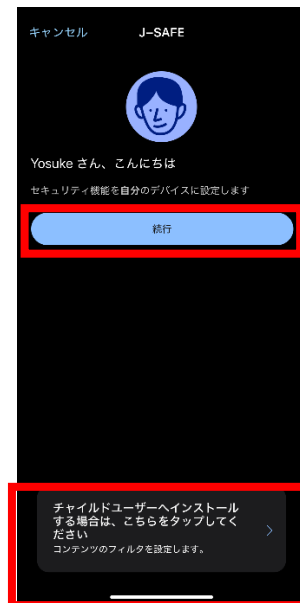 キャンセル J-SAFE
Yosuke さん、こんにちは
セキュリティ機能を自分のデバイスに設定します
続行
チャイルドユーザーへインストール
する場合は、こちらをタップしてく
ださい
コンテンツのフィルタを設定します。